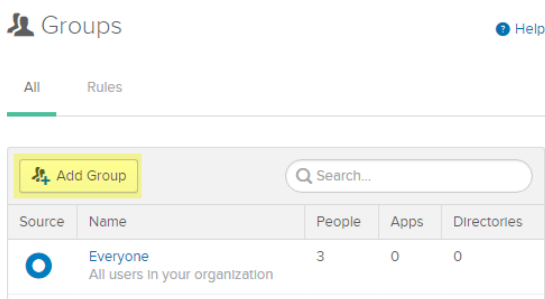 Groups
Help
All Rules
Add Group
Search...
Source Name People Apps Directories
Everyone 3 0 0
All users in your organization